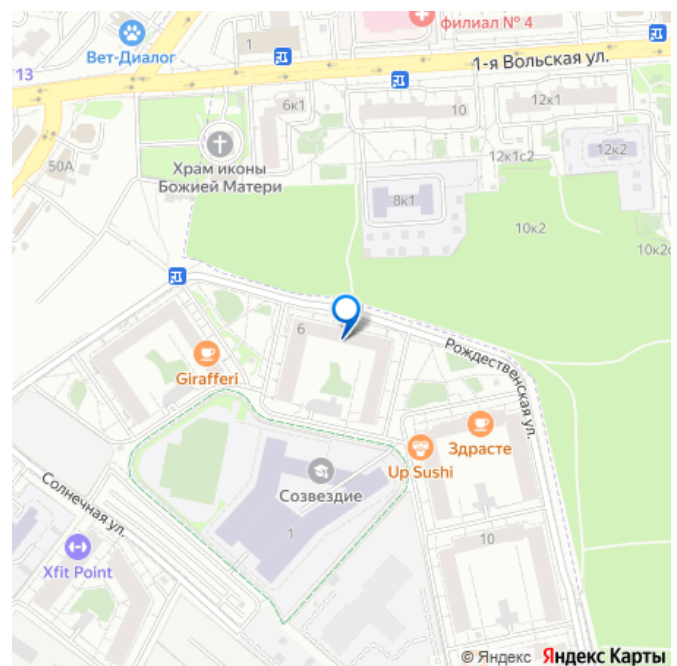 филиал № 4
Вет-Диалог
1
13
1-я Вольская ул.
6к1
10
12к1
50А
Храм иконы
Божией Матери
12к1с2
12к2
8к1
10к2
6
Рождественская ул.
Giraferi
Здрасте
Up Sushi
Созвездие
Солнечная ул.
1
10
Xfit Point
© Яндекс Яндекс Карты